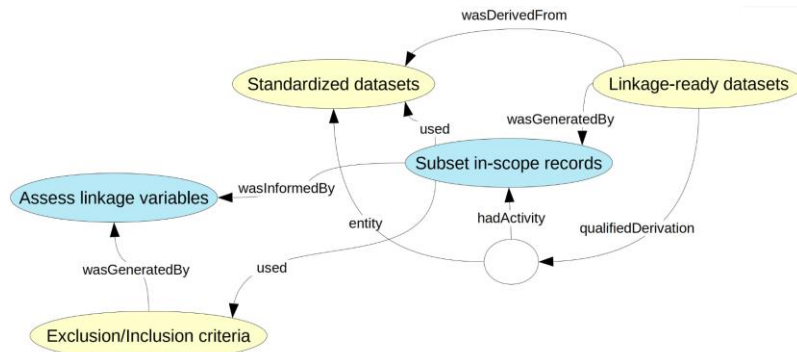 wasDerivedFrom
Standardized datasets
Linkage-ready datasets
wasGeneratedBy
used
Subset in-scope records
wasInformedBy
Assess linkage variables
entity
hadActivity
qualifiedDerivation
wasGeneratedBy
used
Exclusion/Inclusion criteria